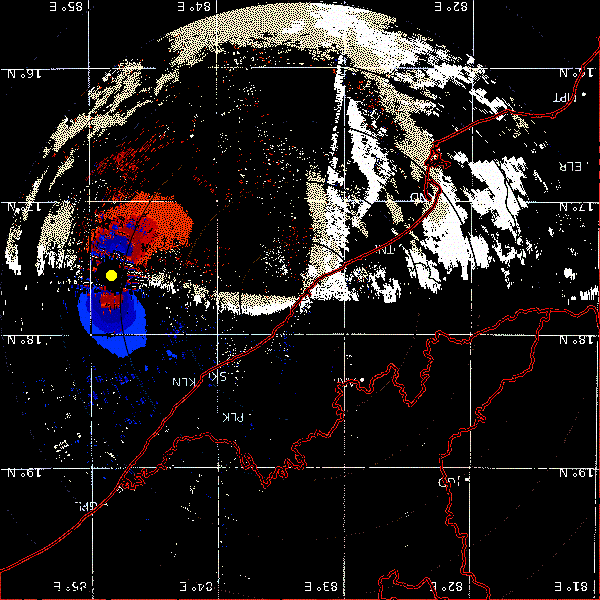 81° E 82° E 83° E 84° E 85° E
GPL
19° N 19° N
PLK
SKL
KLN
18° N 18° N
17° N 17° N
ELR
MPT
16° N 16° N
82° E 84° E 85° E